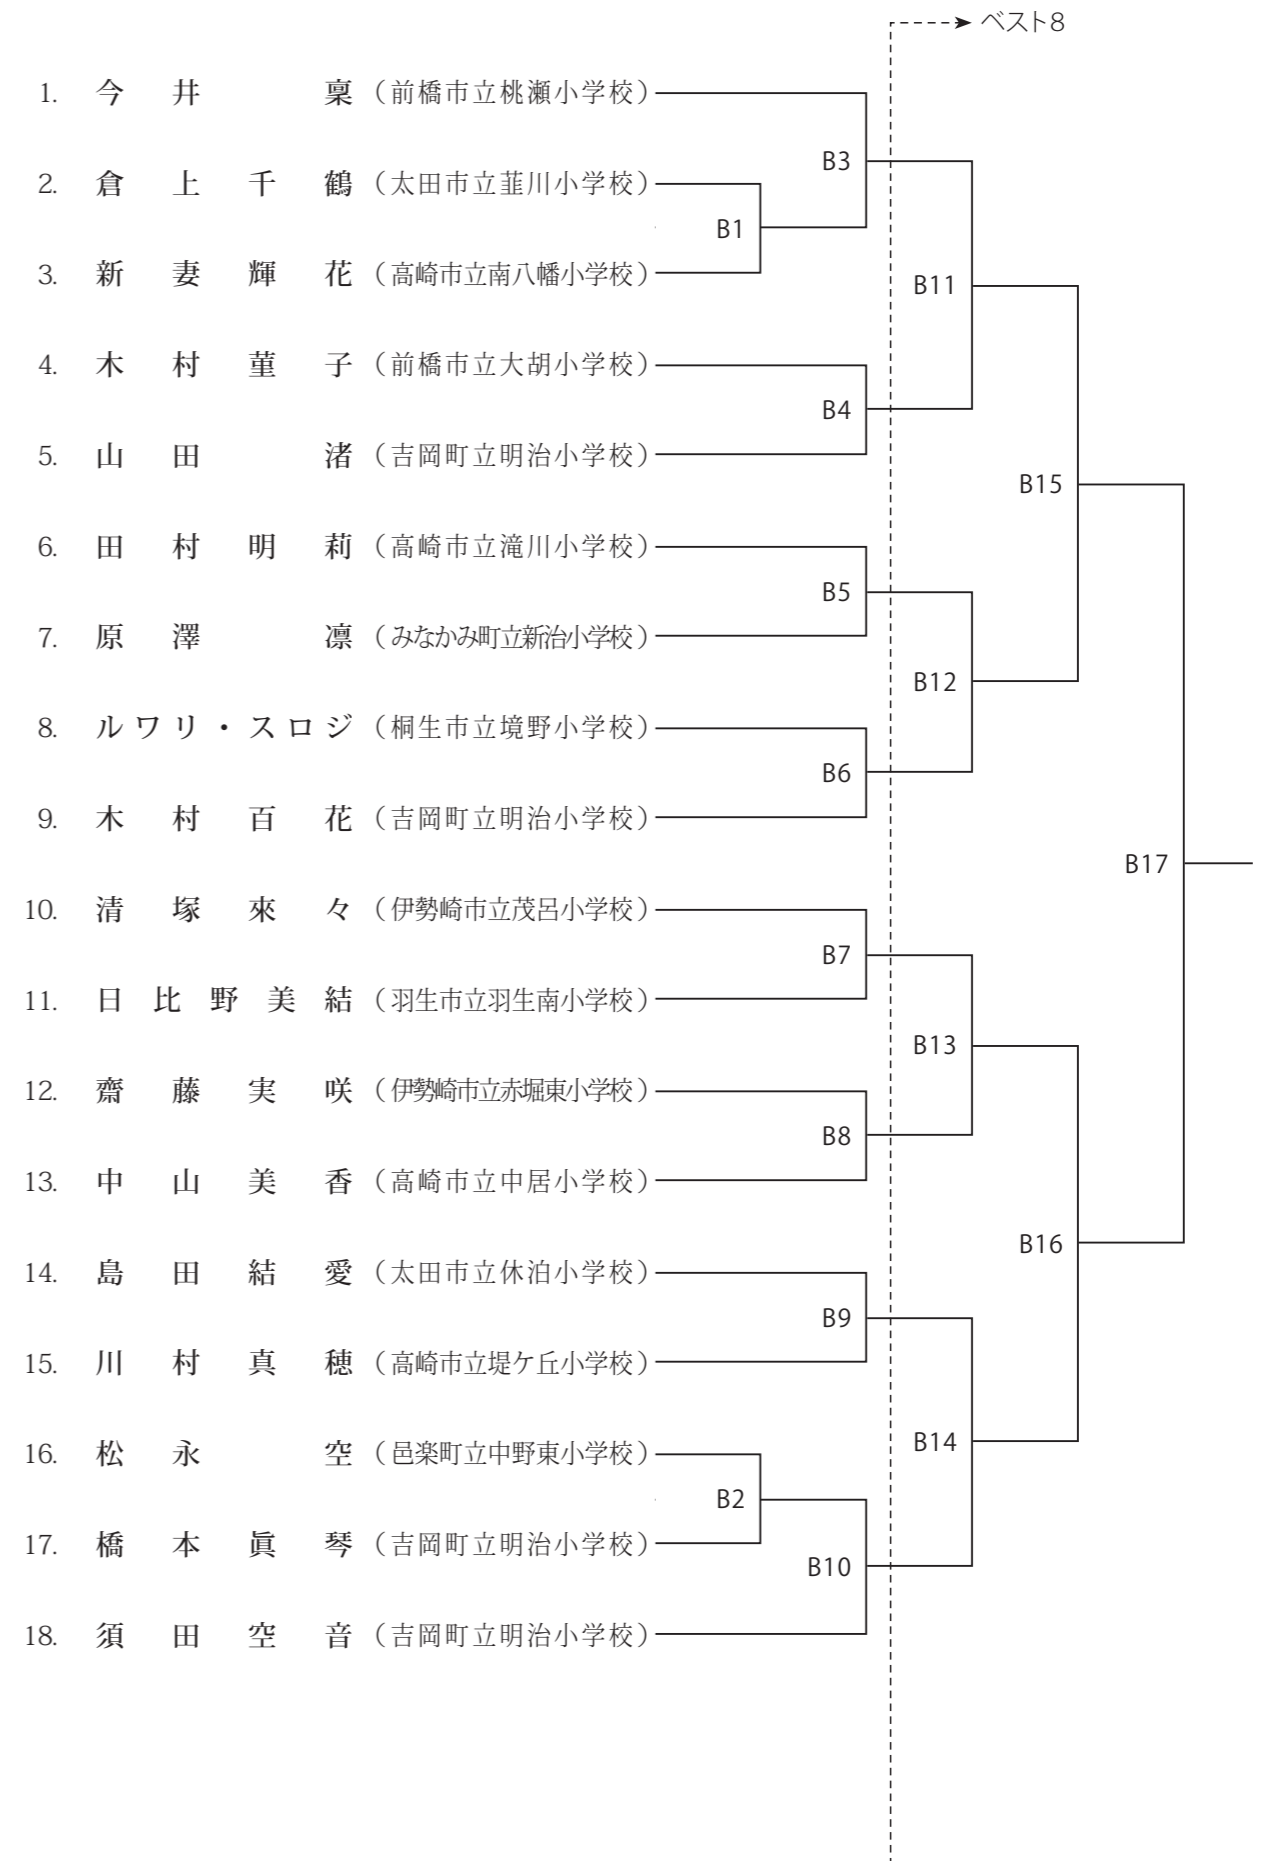 ベスト8
1. 今井 稟（前橋市立桃瀬小学校）
B3
2. 倉上千鶴（太田市立韮川小学校）
B1
3. 新妻輝花（高崎市立南八幡小学校）
B11
4. 木村菫子（前橋市立大胡小学校）
B4
5. 山田 渚（吉岡町立明治小学校）
B15
6. 田村明莉（高崎市立滝川小学校）
B5
7. 原澤 凛（みなかみ町立新治小学校）
B12
8. ルワリ・スロジ（桐生市立境野小学校）
B6
9. 木村百花（吉岡町立明治小学校）
B17
10. 清塚來々（伊勢崎市立茂呂小学校）
B7
11. 日比野美結（羽生市立羽生南小学校）
B13
12. 齋藤実咲（伊勢崎市立赤堀東小学校）
B8
13. 中山美香（高崎市立中居小学校）
B16
14. 島田結愛（太田市立休泊小学校）
B9
15. 川村真穂（高崎市立堤ケ丘小学校）
B14
16. 松永 空（邑楽町立中野東小学校）
B2
17. 橋本眞琴（吉岡町立明治小学校）
B10
18. 須田空音（吉岡町立明治小学校）